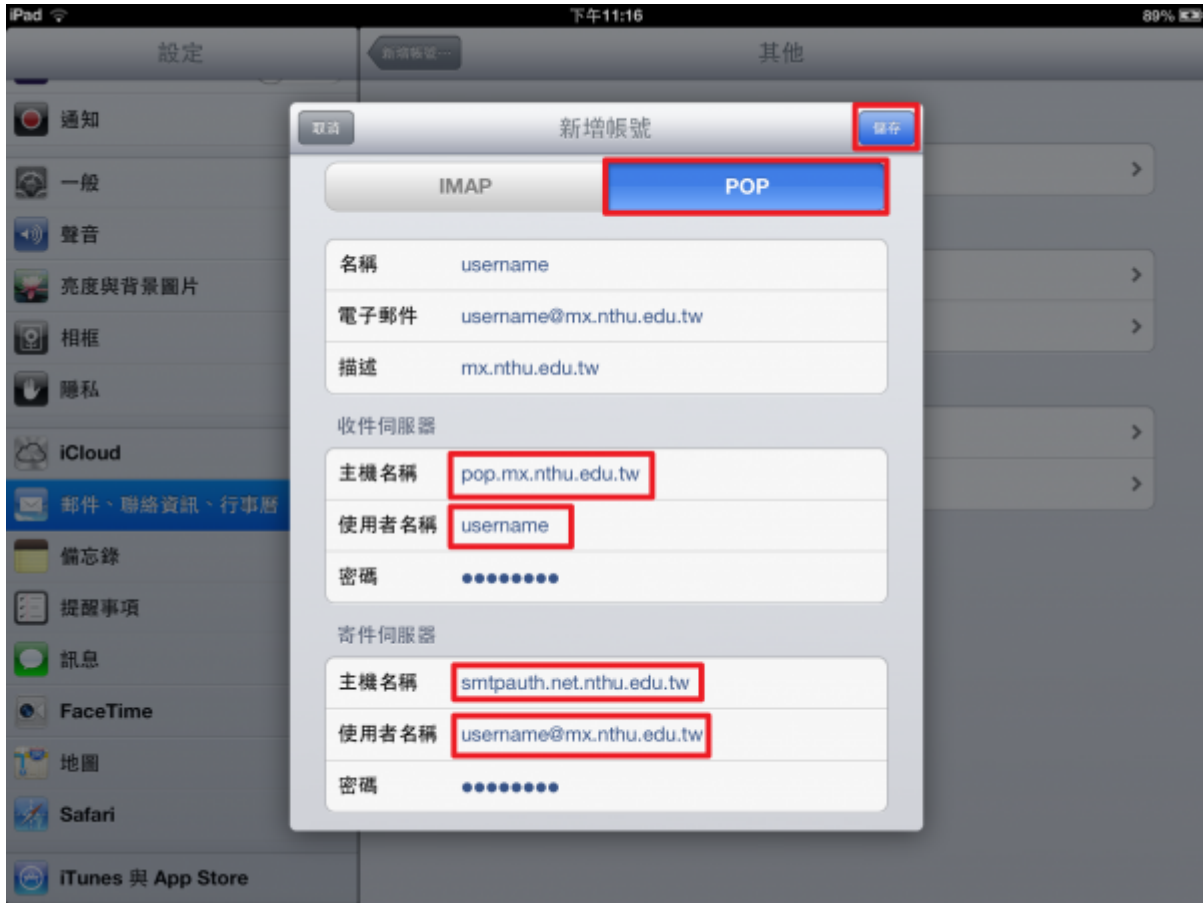 iPad 下午11:16 89%
設定
新增帳號⋯
其他
通知
一般
聲音
亮度與背景圖片
相框
隱私
iCloud
郵件、聯絡資訊、行事曆
備忘錄
提醒事項
訊息
FaceTime
地圖
Safari
iTunes 與 App Store
取消
新增帳號
儲存
IMAP
POP
名稱 username
電子郵件 username@mx.nthu.edu.tw
描述 mx.nthu.edu.tw
收件伺服器
主機名稱 pop.mx.nthu.edu.tw
使用者名稱 username
密碼 ●●●●●●●●
寄件伺服器
主機名稱 smtpauth.net.nthu.edu.tw
使用者名稱 username@mx.nthu.edu.tw
密碼 ●●●●●●●●